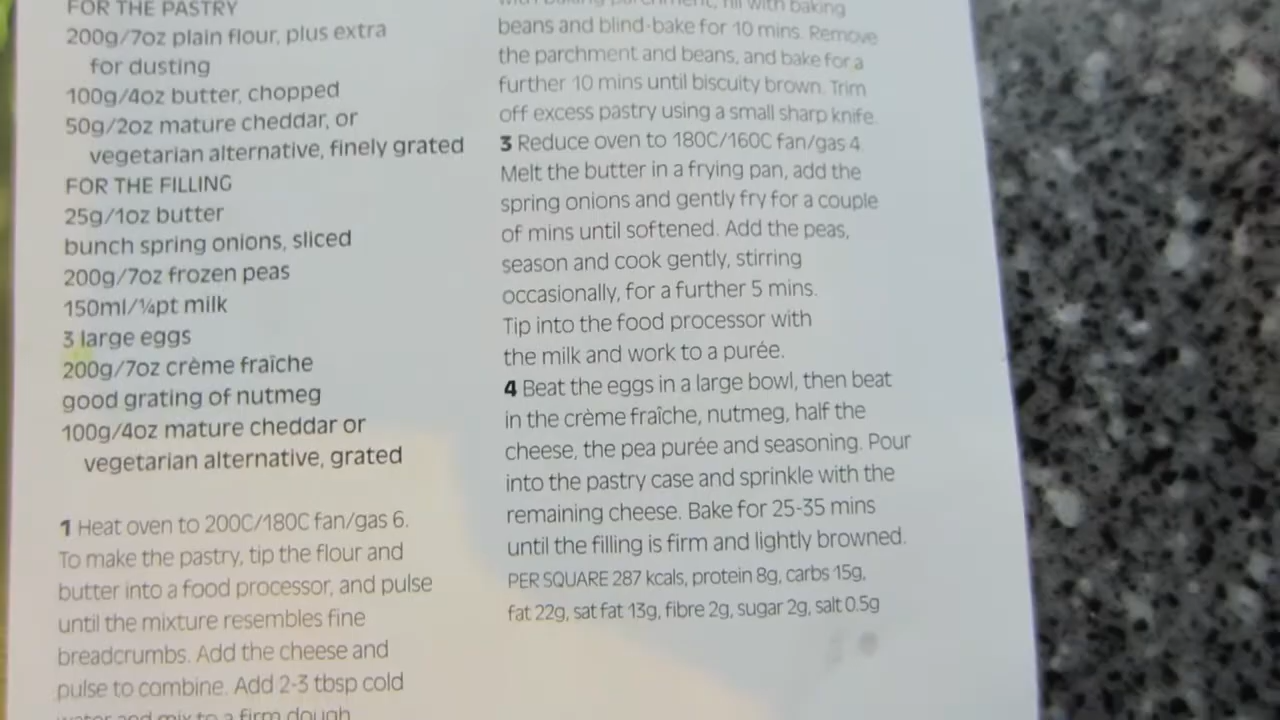 FOR THE PASTRY
200g/7oz plain flour, plus extra
for dusting
100g/4oz butter, chopped
50g/2oz mature cheddar, or
vegetarian alternative, finely grated
FOR THE FILLING
25g/1oz butter
bunch spring onions, sliced
200g/7oz frozen peas
150ml/¼pt milk
3 large eggs
200g/7oz crème fraîche
good grating of nutmeg
100g/4oz mature cheddar or
vegetarian alternative, grated
1 Heat oven to 200C/180C fan/gas 6.
To make the pastry, tip the flour and
butter into a food processor, and pulse
until the mixture resembles fine
breadcrumbs. Add the cheese and
pulse to combine. Add 2-3 tbsp cold
water and mix to a firm dough
with baking parchment, fill with baking
beans and blind-bake for 10 mins. Remove
the parchment and beans, and bake for a
further 10 mins until biscuity brown. Trim
off excess pastry using a small sharp knife.
3 Reduce oven to 180C/160C fan/gas 4.
Melt the butter in a frying pan, add the
spring onions and gently fry for a couple
of mins until softened. Add the peas,
season and cook gently, stirring
occasionally, for a further 5 mins.
Tip into the food processor with
the milk and work to a purée.
4 Beat the eggs in a large bowl, then beat
in the crème fraîche, nutmeg, half the
cheese, the pea purée and seasoning. Pour
into the pastry case and sprinkle with the
remaining cheese. Bake for 25-35 mins
until the filling is firm and lightly browned.
PER SQUARE 287 kcals, protein 8g, carbs 15g,
fat 22g, sat fat 13g, fibre 2g, sugar 2g, salt 0.5g